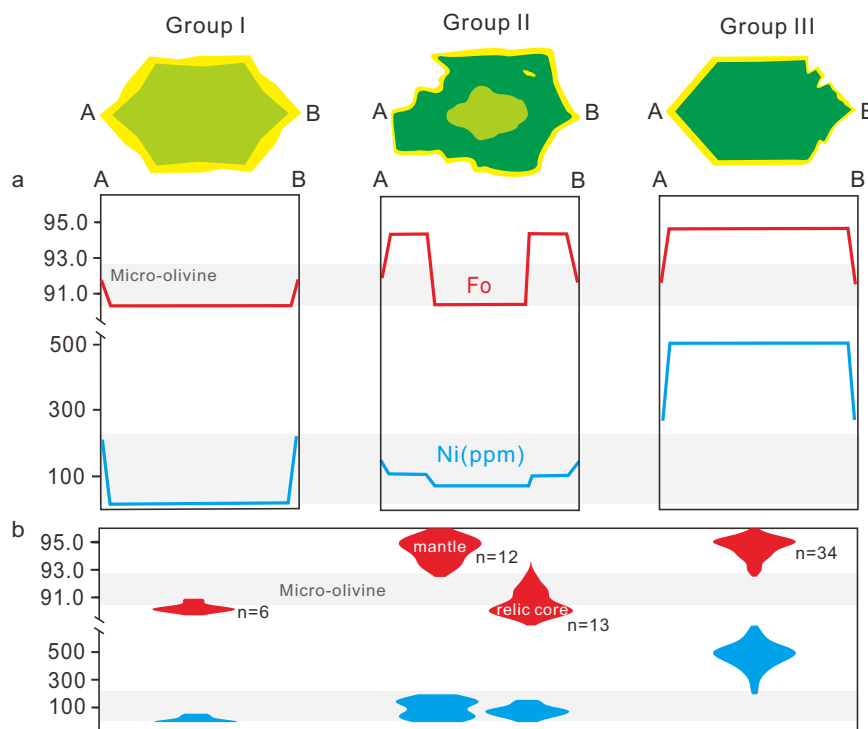 Group I
Group II
Group III
A
B
A
B
A
B
a
A
B
A
B
A
B
95.0
93.0
Micro-olivine
91.0
Fo
500
300
Ni(ppm)
100
b
95.0
mantle
n=12
n=34
93.0
Micro-olivine
91.0
n=6
relic core
n=13
500
300
100